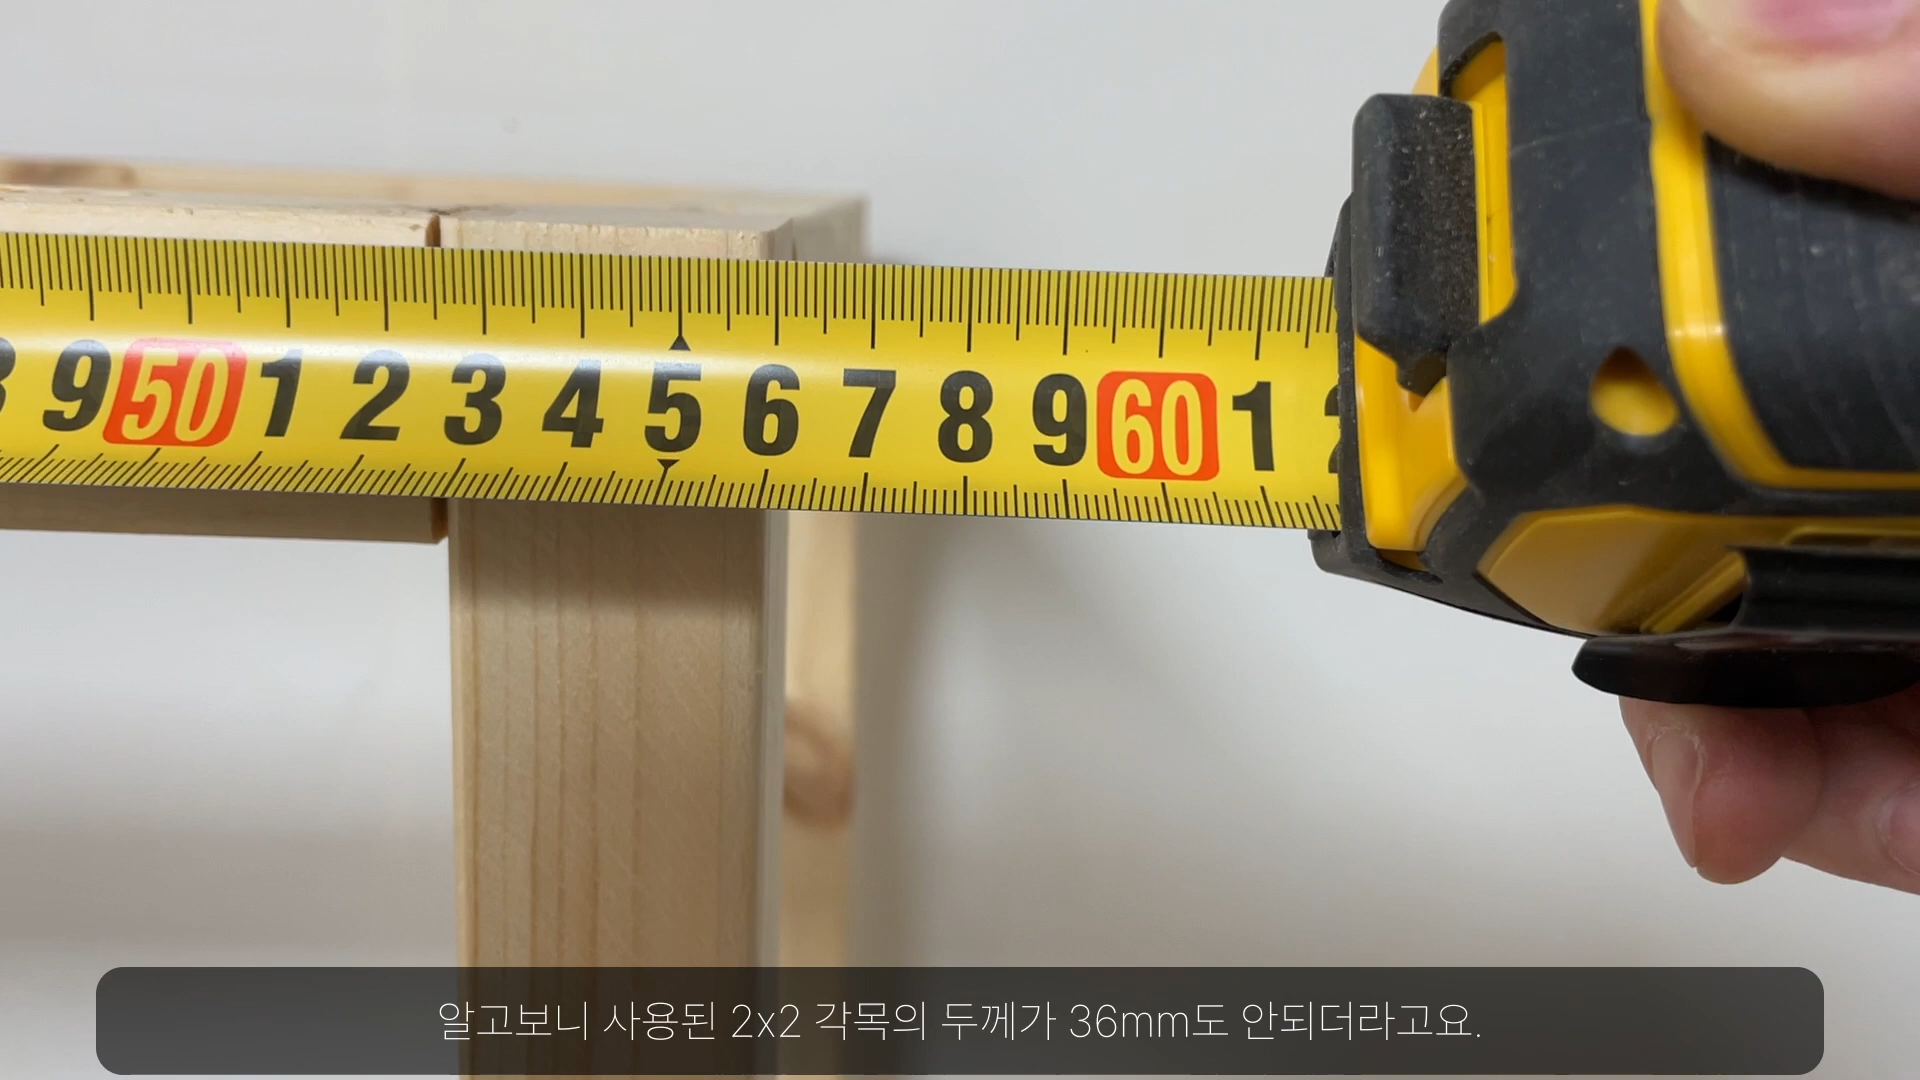 9 50 1 2 3 4 5 6 7 8 9 60 1
알고보니 사용된 2x2 각목의 두께가 36mm도 안되더라고요.